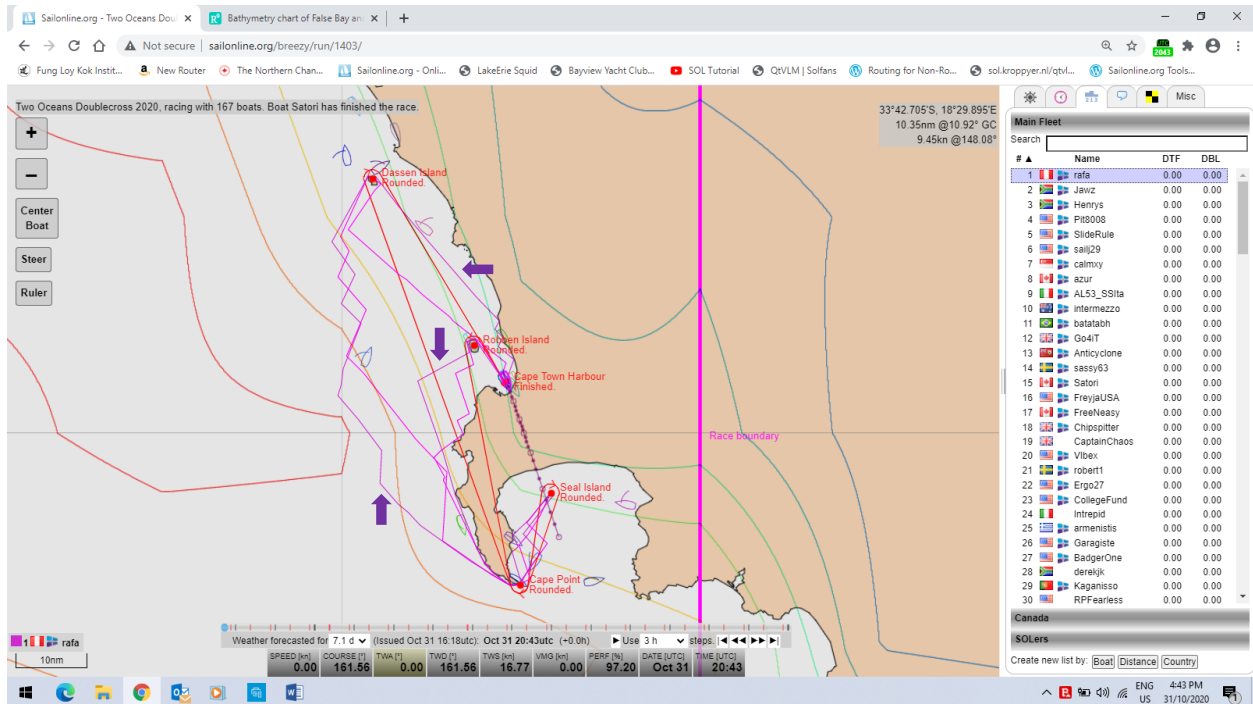 Sailonline.org - Two Oceans Doul
Bathymetry chart of False Bay an
Not secure sailonline.org/breezy/run/1403/
2043
Fung Loy Kok Instit... New Router The Northern Chan... Sailonline.org - Onli... LakeErie Squid Bayview Yacht Club... SOL Tutorial QtVLM | Solfans Routing for Non-Ro... sol.kroppyer.nl/qtvl... Sailonline.org Tools...
Two Oceans Doublecross 2020, racing with 167 boats. Boat Satori has finished the race.
33°42.705'S, 18°29.895'E
10.35nm @10.92° GC
9.45kn @148.08°
+
−
Center
Boat
Steer
Ruler
Dassen Island
Rounded.
Robben Island
Rounded.
Cape Town Harbour
Finished.
Race boundary
Seal Island
Rounded.
Cape Point
Rounded.
1 rafa
10nm
Weather forecasted for 7.1 d (Issued Oct 31 16:18utc): Oct 31 20:43utc (+0.0h) Use 3 h steps.
SPEED [kn] COURSE [°] TWA [°] TWD [°] TWS [kn] VMG [kn] PERF [%] DATE [UTC] TIME [UTC]
0.00 161.56 0.00 161.56 16.77 0.00 97.20 Oct 31 20:43
Misc
Main Fleet
Search
# ▲ Name DTF DBL
1 rafa 0.00 0.00
2 Jawz 0.00 0.00
3 Henrys 0.00 0.00
4 Pit8008 0.00 0.00
5 SlideRule 0.00 0.00
6 sailj29 0.00 0.00
7 calmxy 0.00 0.00
8 azur 0.00 0.00
9 AL53_SSIta 0.00 0.00
10 intermezzo 0.00 0.00
11 batatabh 0.00 0.00
12 Go4iT 0.00 0.00
13 Anticyclone 0.00 0.00
14 sassy63 0.00 0.00
15 Satori 0.00 0.00
16 FreyjaUSA 0.00 0.00
17 FreeNeasy 0.00 0.00
18 Chipspitter 0.00 0.00
19 CaptainChaos 0.00 0.00
20 Vlbex 0.00 0.00
21 robert1 0.00 0.00
22 Ergo27 0.00 0.00
23 CollegeFund 0.00 0.00
24 Intrepid 0.00 0.00
25 armenistis 0.00 0.00
26 Garagiste 0.00 0.00
27 BadgerOne 0.00 0.00
28 derekjk 0.00 0.00
29 Kaganisso 0.00 0.00
30 RPFearless 0.00 0.00
Canada
SOLers
Create new list by: Boat Distance Country
ENG
US
4:43 PM
31/10/2020